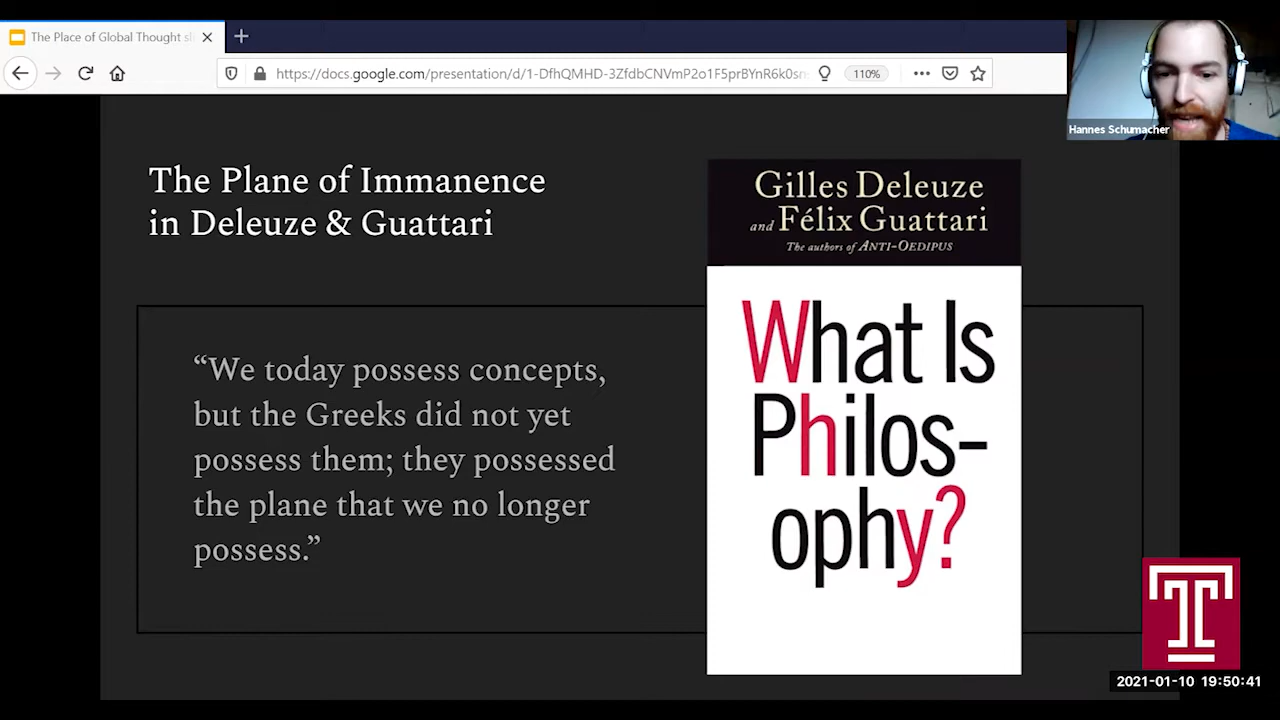 The Place of Global Thought sl
https://docs.google.com/presentation/d/1-DfhQMHD-3ZfdbCNVmP2o1F5prBYnR6k0sn
110%
Hannes Schumacher
The Plane of Immanence
in Deleuze & Guattari
“We today possess concepts,
but the Greeks did not yet
possess them; they possessed
the plane that we no longer
possess.”
Gilles Deleuze
and Félix Guattari
The authors of ANTI-OEDIPUS
What Is
Philos-
ophy?
T
2021-01-10 19:50:41